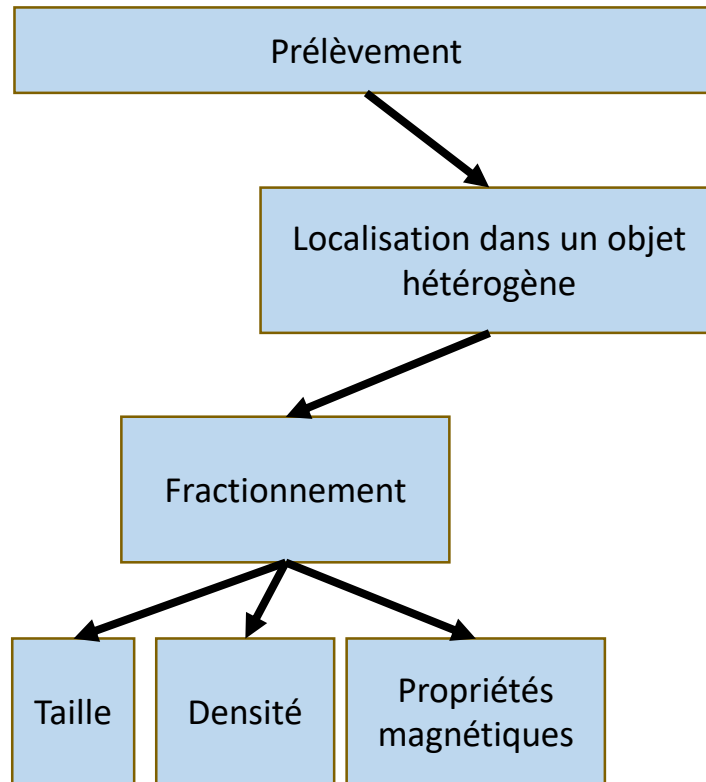 Prélèvement
Localisation dans un objet
hétérogène
Fractionnement
Taille
Densité
Propriétés
magnétiques